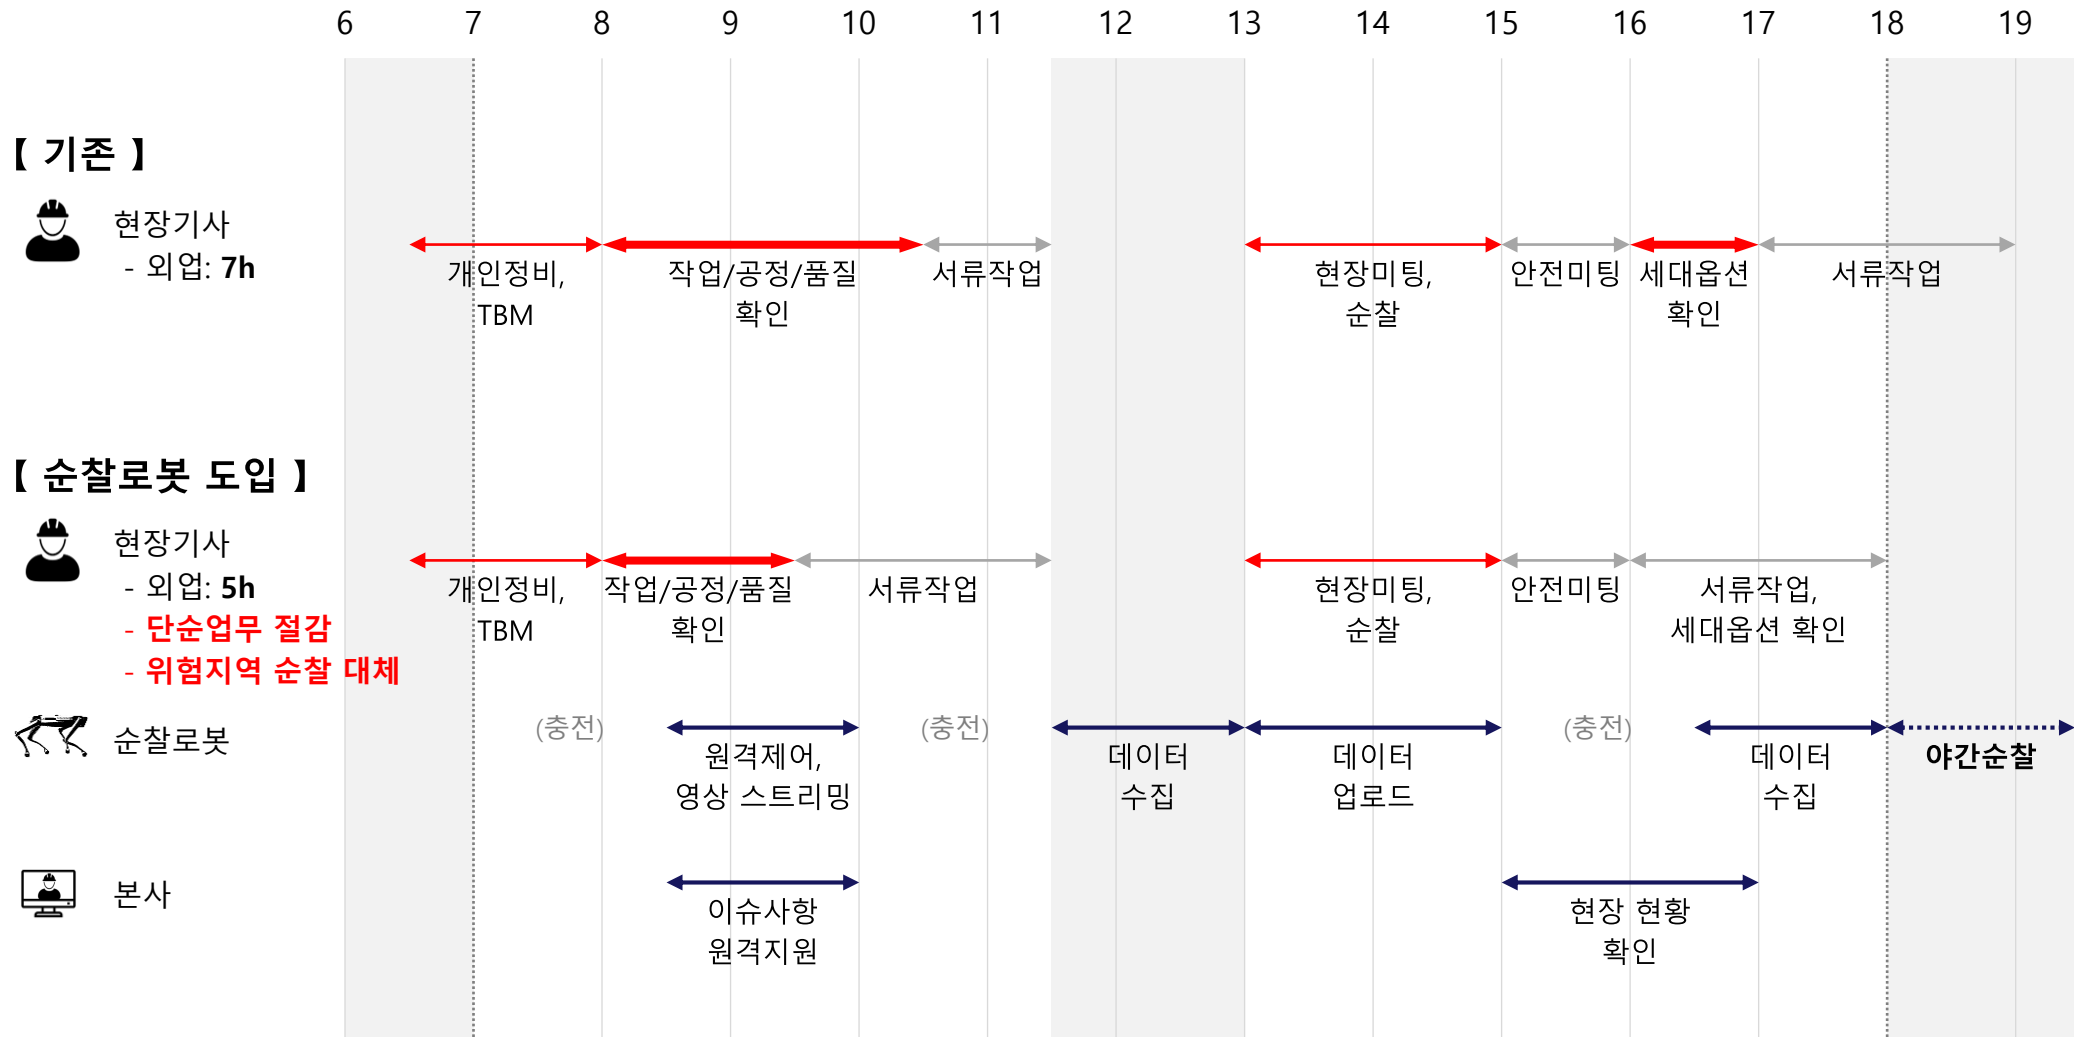 6 7 8 9 10 11 12 13 14 15 16 17 18 19
【 기존 】
현장기사
- 외업: 7h
개인정비,
TBM
작업/공정/품질
확인
서류작업
현장미팅,
순찰
안전미팅
세대옵션
확인
서류작업
【 순찰로봇 도입 】
현장기사
- 외업: 5h
- 단순업무 절감
- 위험지역 순찰 대체
개인정비,
TBM
작업/공정/품질
확인
서류작업
현장미팅,
순찰
안전미팅
서류작업,
세대옵션 확인
순찰로봇
(충전)
원격제어,
영상 스트리밍
(충전)
데이터
수집
데이터
업로드
(충전)
데이터
수집
야간순찰
본사
이슈사항
원격지원
현장 현황
확인